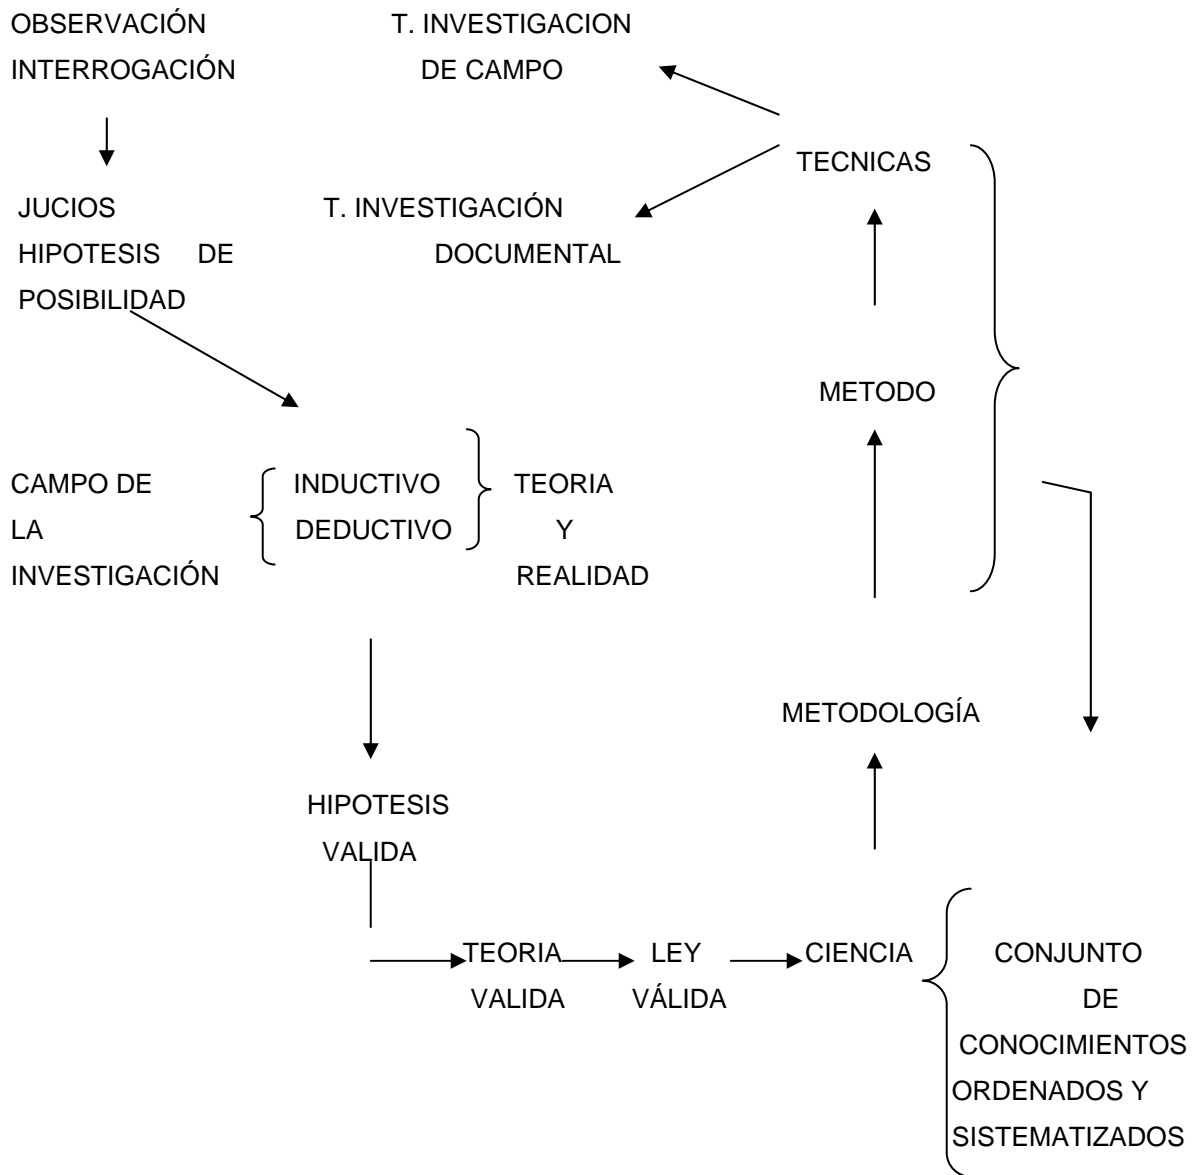 OBSERVACIÓN
INTERROGACIÓN
T. INVESTIGACION
DE CAMPO
TECNICAS
JUCIOS
HIPOTESIS DE
POSIBILIDAD
T. INVESTIGACIÓN
DOCUMENTAL
METODO
CAMPO DE
LA
INVESTIGACIÓN
INDUCTIVO
DEDUCTIVO
TEORIA
Y
REALIDAD
METODOLOGÍA
HIPOTESIS
VALIDA
TEORIA
VALIDA
LEY
VÁLIDA
CIENCIA
CONJUNTO
DE
CONOCIMIENTOS
ORDENADOS Y
SISTEMATIZADOS